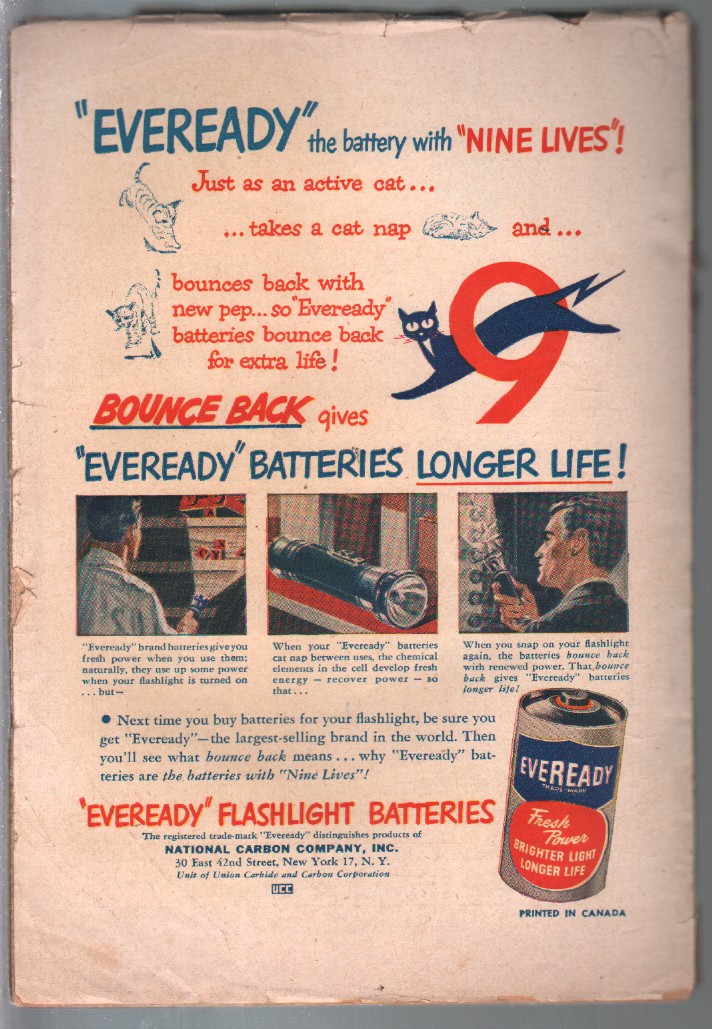 "EVEREADY" the battery with "NINE LIVES"!
Just as an active cat...
...takes a cat nap and...
bounces back with
new pep...so "Eveready"
batteries bounce back
for extra life!
9
BOUNCE BACK gives
"EVEREADY" BATTERIES LONGER LIFE!
"Eveready" brand batteries give you
fresh power when you use them;
naturally, they use up some power
when your flashlight is turned on
...but—
When your "Eveready" batteries
cat nap between uses, the chemical
elements in the cell develop fresh
energy — recover power — so
that...
When you snap on your flashlight
again, the batteries bounce back
with renewed power. That bounce
back gives "Eveready" batteries
longer life!
• Next time you buy batteries for your flashlight, be sure you
get "Eveready"—the largest-selling brand in the world. Then
you'll see what bounce back means...why "Eveready" bat-
teries are the batteries with "Nine Lives"!
EVEREADY
TRADE-MARK
Fresh
Power
BRIGHTER LIGHT
LONGER LIFE
"EVEREADY" FLASHLIGHT BATTERIES
The registered trade-mark "Eveready" distinguishes products of
NATIONAL CARBON COMPANY, INC.
30 East 42nd Street, New York 17, N. Y.
Unit of Union Carbide and Carbon Corporation
UCC
PRINTED IN CANADA